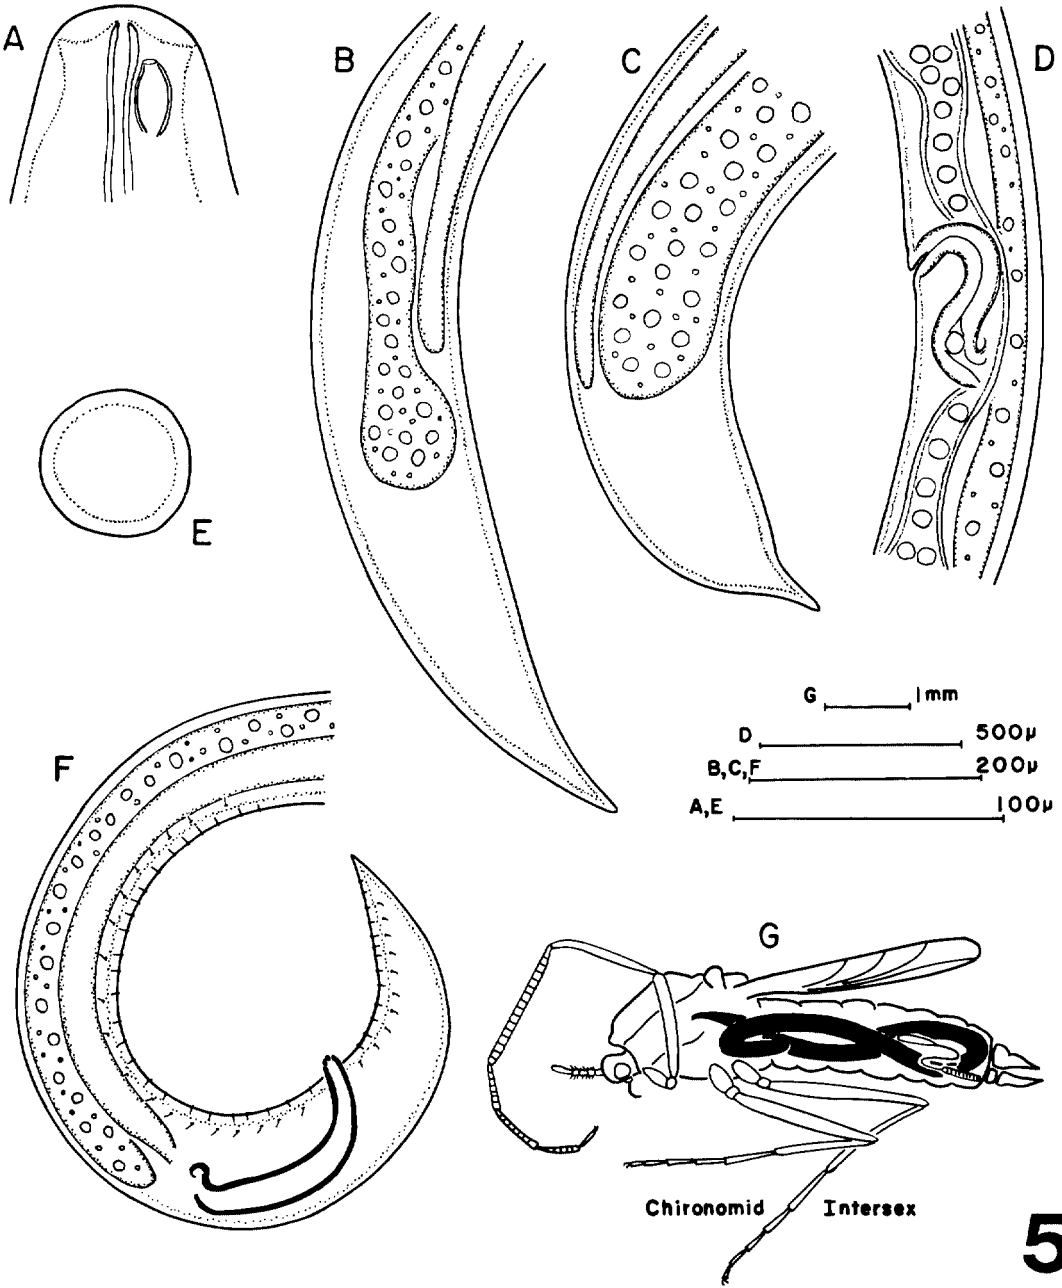 A
B
C
D
E
G 1mm
D 500µ
B,C,F 200µ
A,E 100µ
F
G
Chironomid Intersex
5